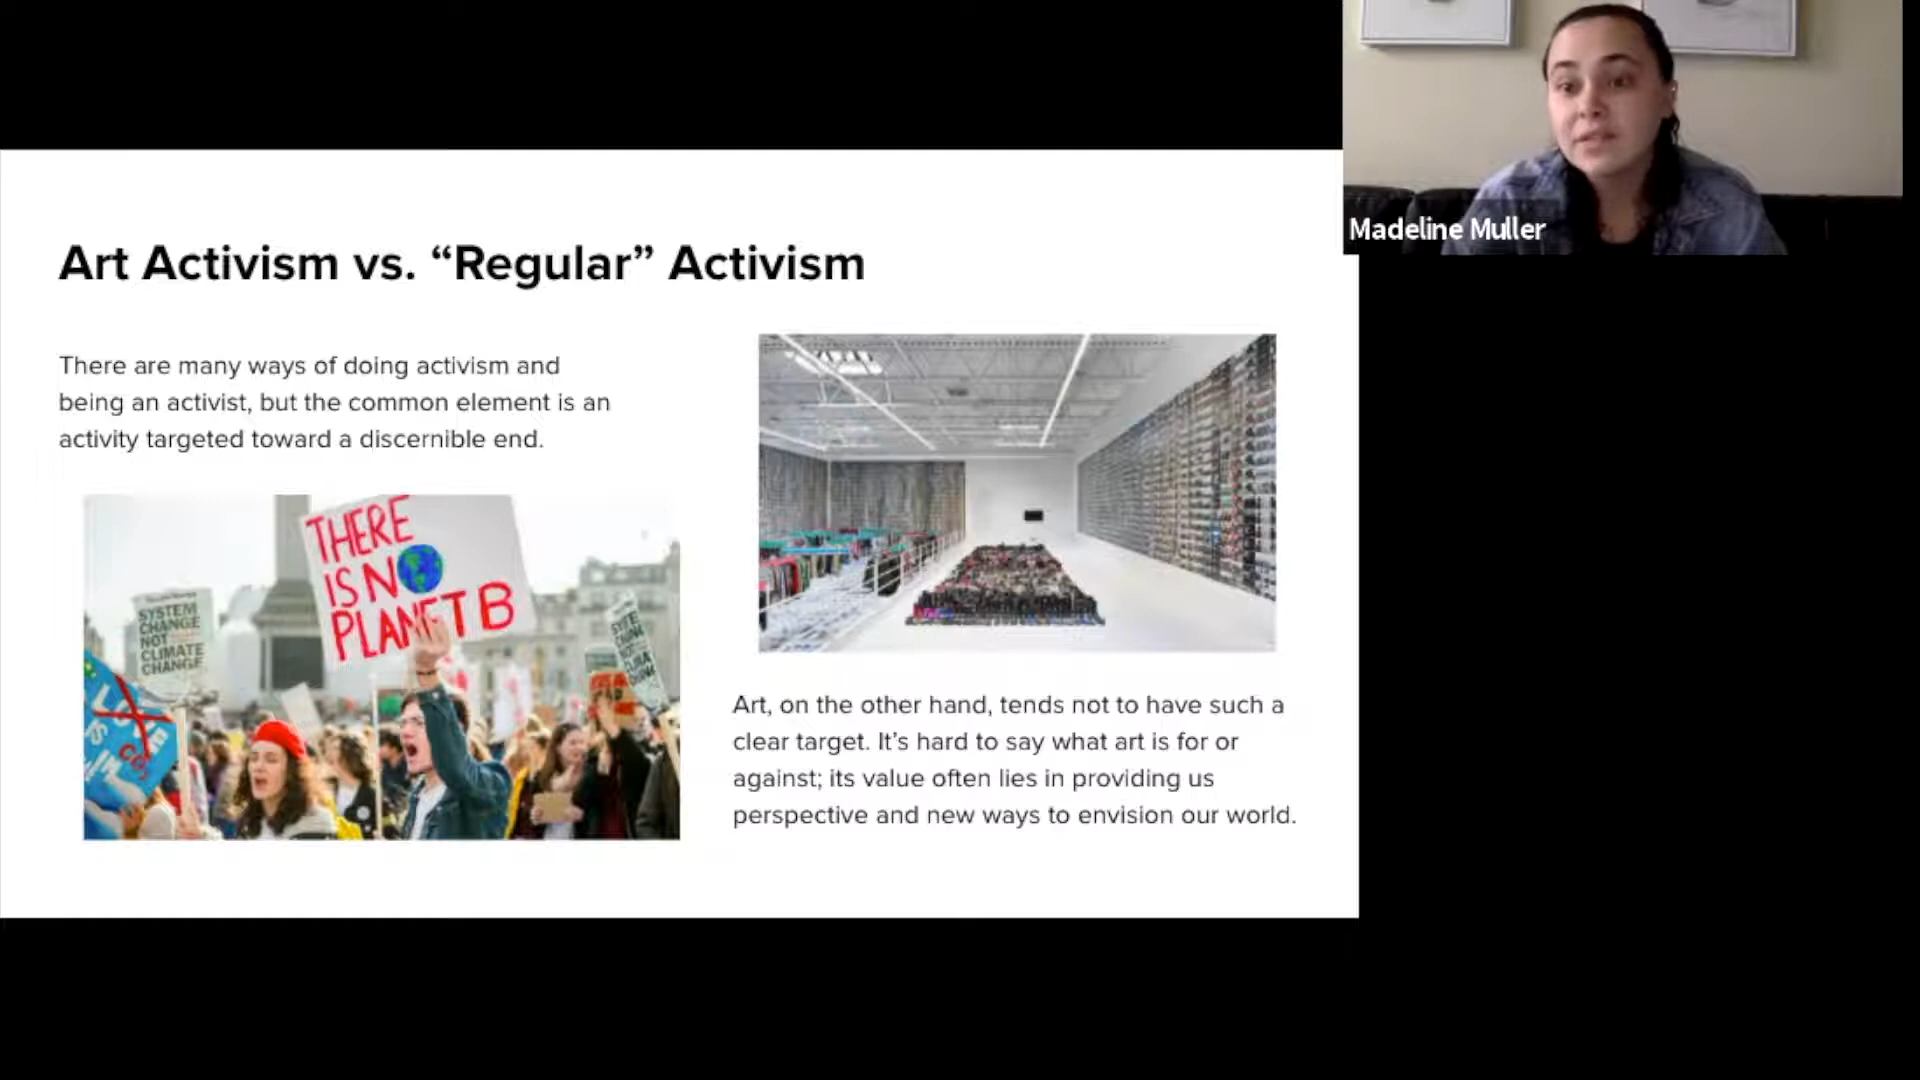 Madeline Muller
Art Activism vs. “Regular” Activism
There are many ways of doing activism and
being an activist, but the common element is an
activity targeted toward a discernible end.
THERE
IS NO
PLANET B
SYSTEM
CHANGE
NOT
CLIMATE
CHANGE
Art, on the other hand, tends not to have such a
clear target. It’s hard to say what art is for or
against; its value often lies in providing us
perspective and new ways to envision our world.